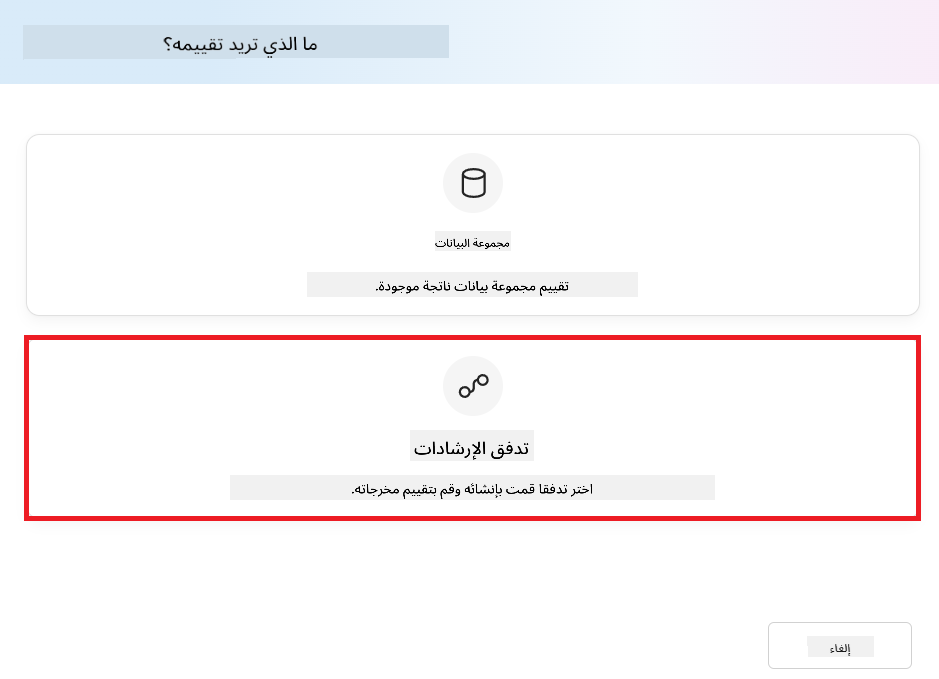 ما الذي تريد تقييمه؟
مجموعة البيانات
تقييم مجموعة بيانات ناتجة موجودة.
تدفق الإرشادات
اختر تدفقا قمت بإنشائه وقم بتقييم مخرجاته.
إلغاء